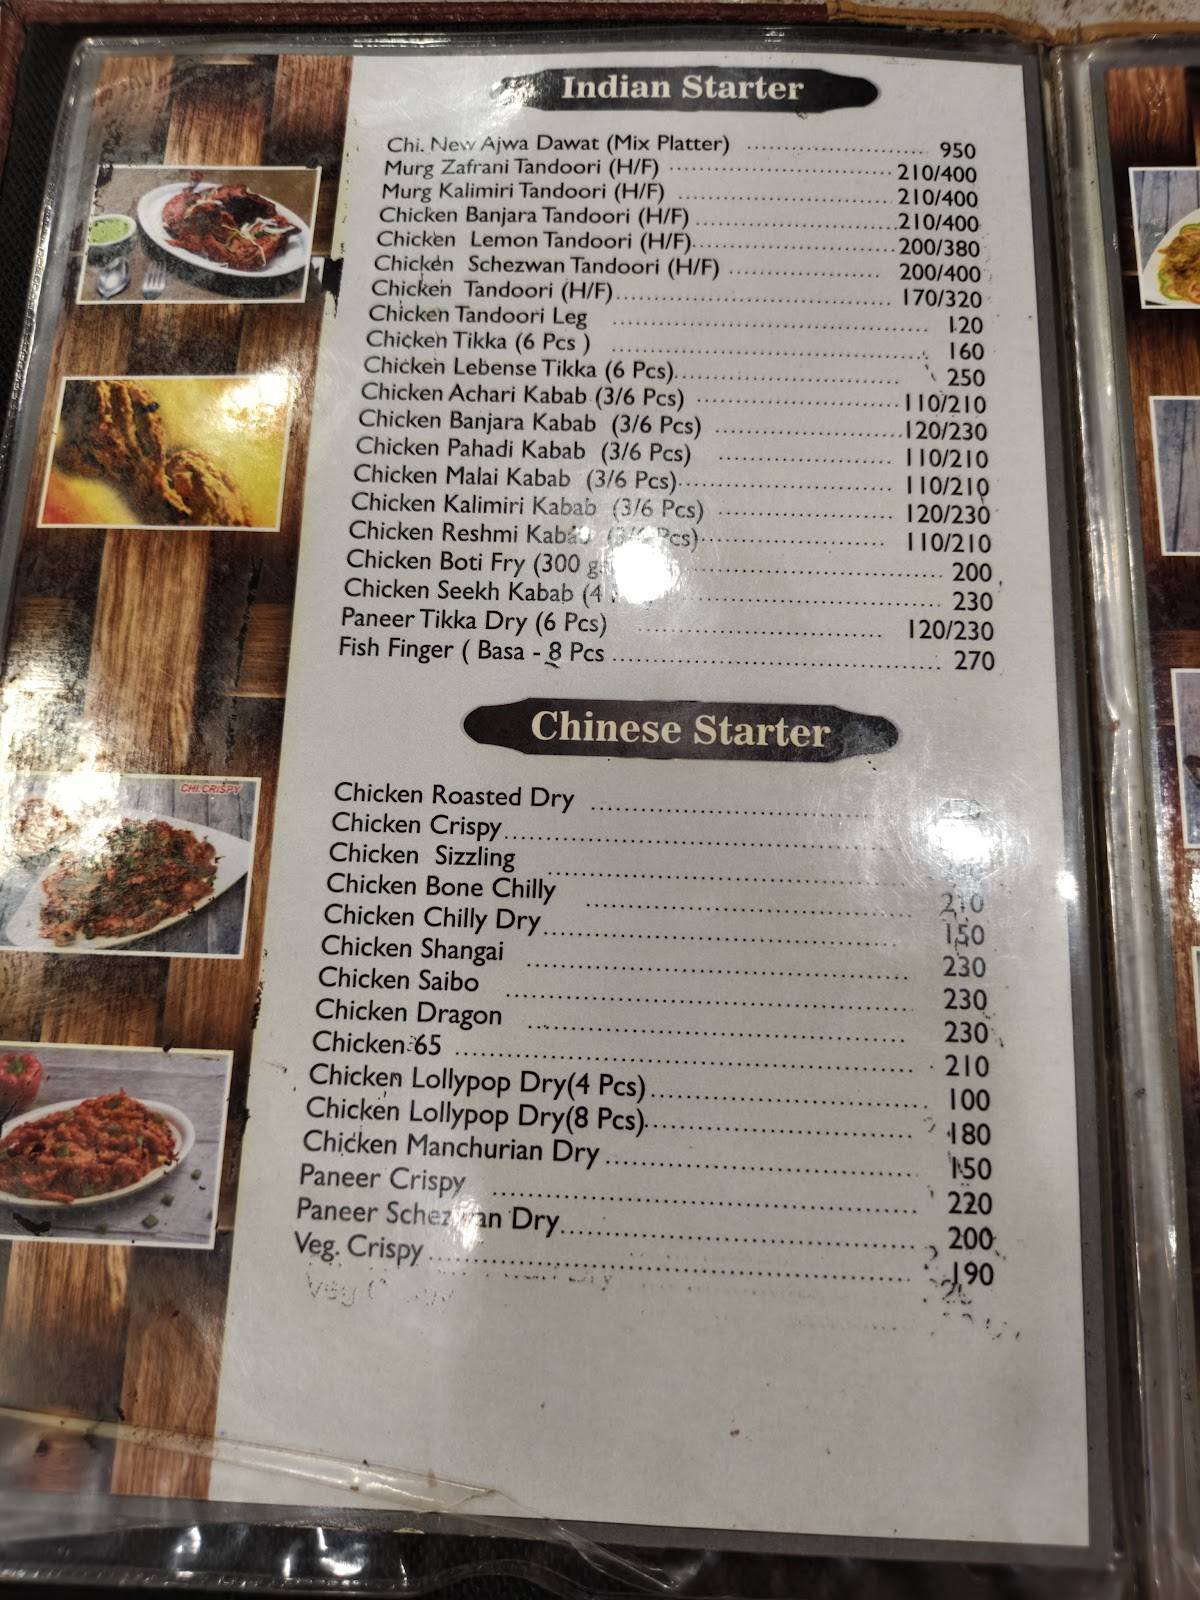 Indian Starter
Chi. New Ajwa Dawat (Mix Platter) 950
Murg Zafrani Tandoori (H/F) 210/400
Murg Kalimiri Tandoori (H/F) 210/400
Chicken Banjara Tandoori (H/F) 210/400
Chicken Lemon Tandoori (H/F) 200/380
Chicken Schezwan Tandoori (H/F) 200/400
Chicken Tandoori (H/F) 170/320
Chicken Tandoori Leg 120
Chicken Tikka (6 Pcs ) 160
Chicken Lebense Tikka (6 Pcs) 250
Chicken Achari Kabab (3/6 Pcs) 110/210
Chicken Banjara Kabab (3/6 Pcs) 120/230
Chicken Pahadi Kabab (3/6 Pcs) 110/210
Chicken Malai Kabab (3/6 Pcs) 110/210
Chicken Kalimiri Kabab (3/6 Pcs) 120/230
Chicken Reshmi Kabab (3/6 Pcs) 110/210
Chicken Boti Fry (300 200
Chicken Seekh Kabab (4 230
Paneer Tikka Dry (6 Pcs) 120/230
Fish Finger ( Basa - 8 Pcs 270
Chinese Starter
CHI.CRISPY
Chicken Roasted Dry
Chicken Crispy
Chicken Sizzling
Chicken Bone Chilly 210
Chicken Chilly Dry 150
Chicken Shangai 230
Chicken Saibo 230
Chicken Dragon 230
Chicken 65 210
Chicken Lollypop Dry(4 Pcs) 100
Chicken Lollypop Dry(8 Pcs) 180
Chicken Manchurian Dry 150
Paneer Crispy 220
Paneer Schezwan Dry 200
Veg. Crispy 190